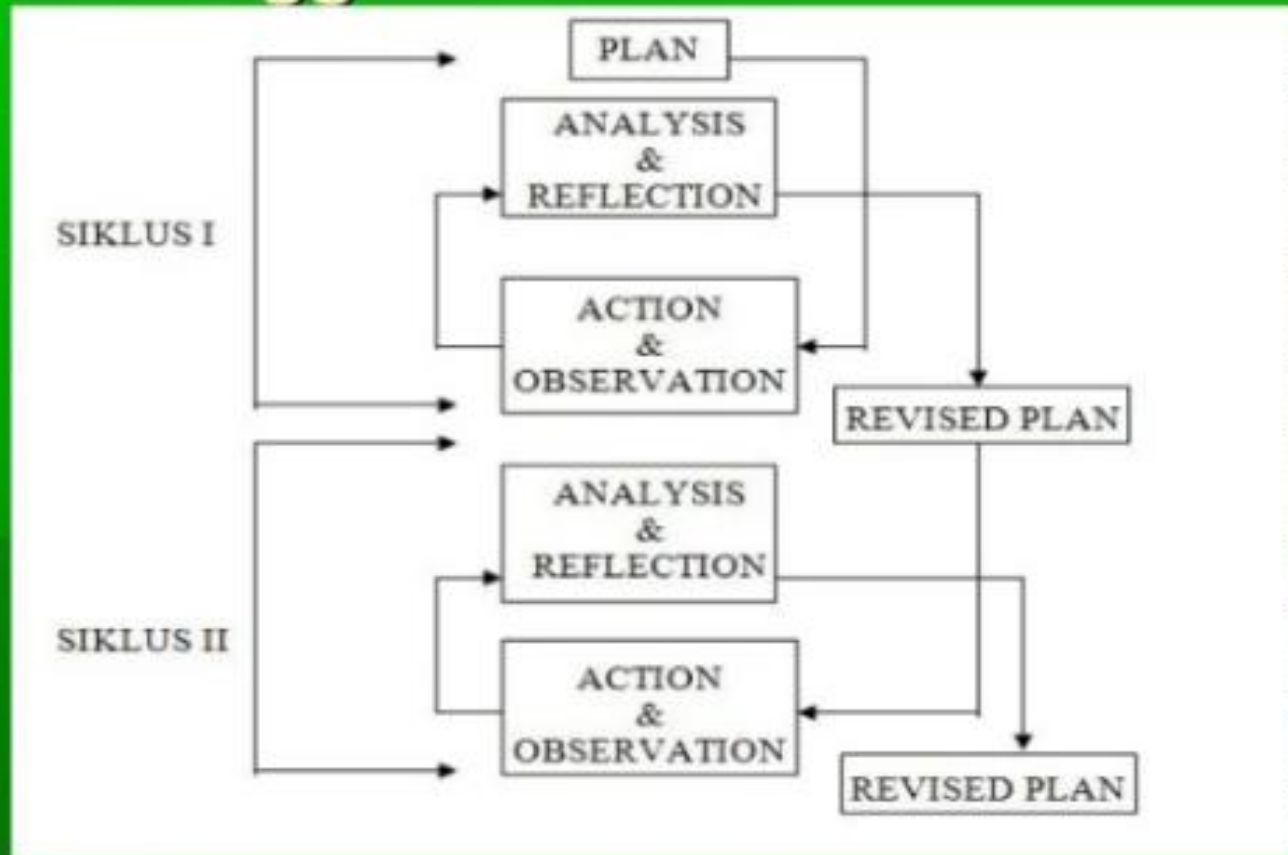 PLAN
ANALYSIS
&
REFLECTION
SIKLUS I
ACTION
&
OBSERVATION
REVISED PLAN
ANALYSIS
&
REFLECTION
SIKLUS II
ACTION
&
OBSERVATION
REVISED PLAN